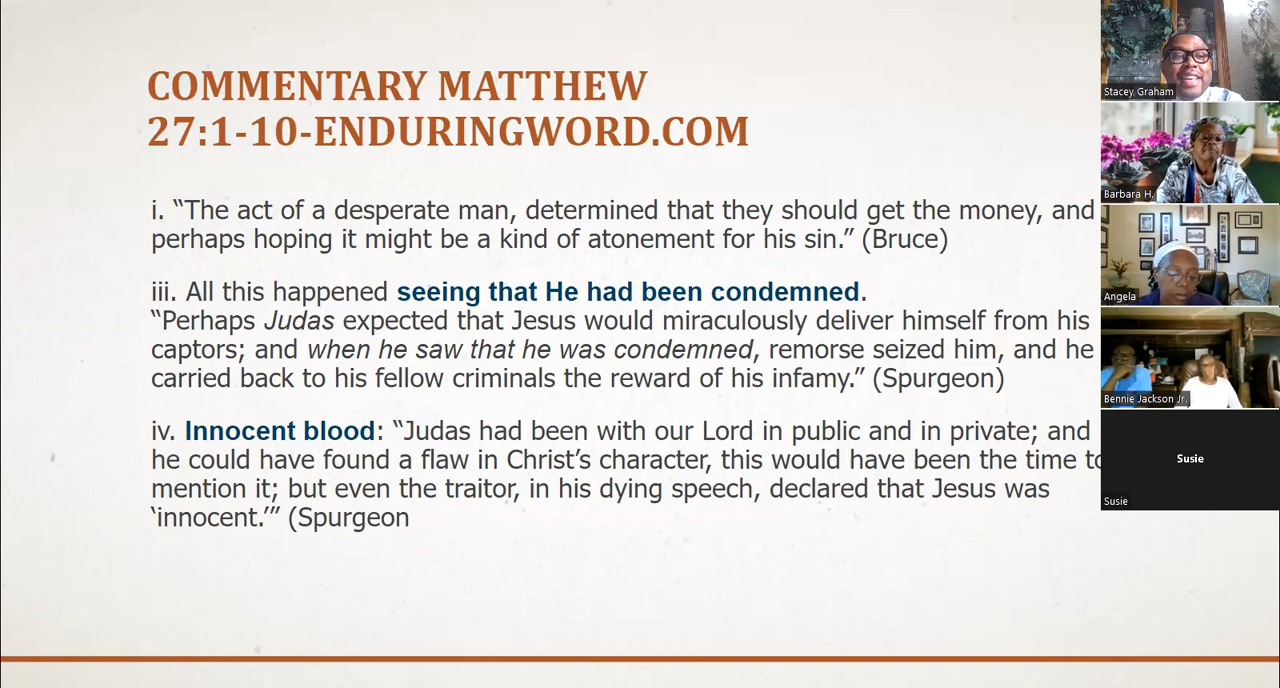 COMMENTARY MATTHEW
27:1-10-ENDURINGWORD.COM
i. “The act of a desperate man, determined that they should get the money, and
perhaps hoping it might be a kind of atonement for his sin.” (Bruce)
iii. All this happened seeing that He had been condemned.
“Perhaps Judas expected that Jesus would miraculously deliver himself from his
captors; and when he saw that he was condemned, remorse seized him, and he
carried back to his fellow criminals the reward of his infamy.” (Spurgeon)
iv. Innocent blood: “Judas had been with our Lord in public and in private; and
he could have found a flaw in Christ’s character, this would have been the time to
mention it; but even the traitor, in his dying speech, declared that Jesus was
‘innocent.’” (Spurgeon
Stacey Graham
Barbara H.
Angela
Bennie Jackson Jr.
Susie
Susie